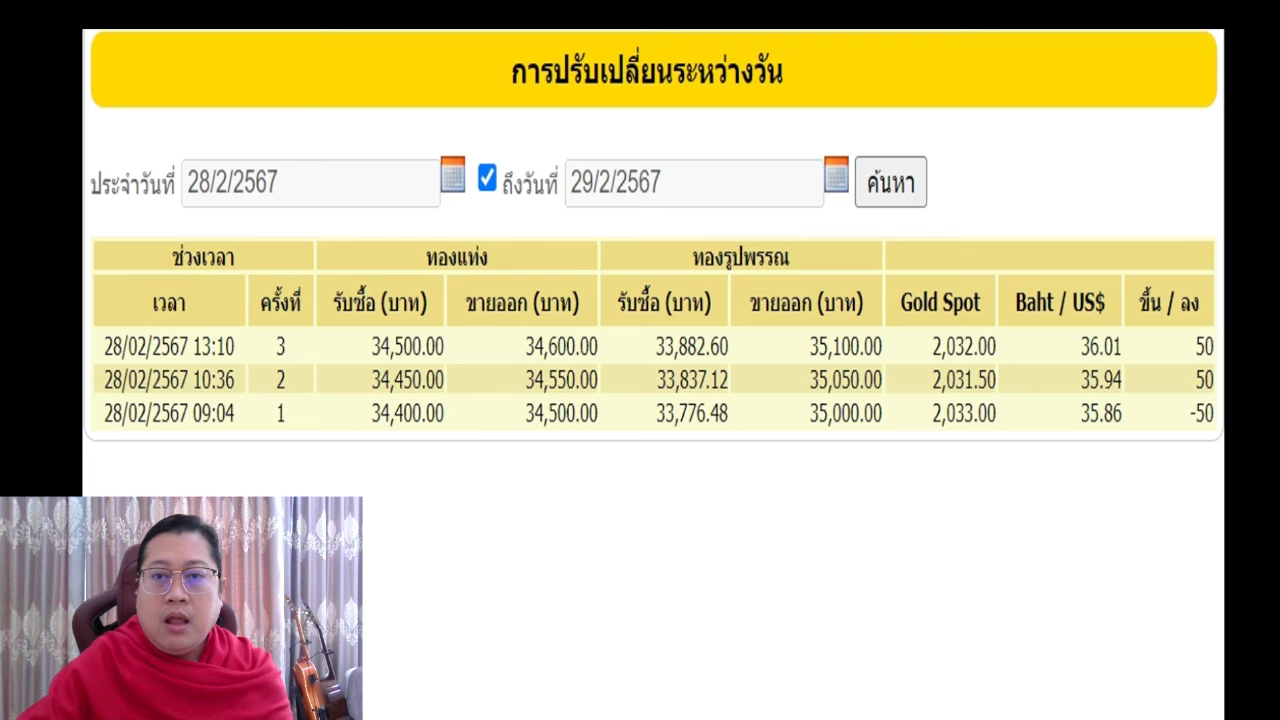 การปรับเปลี่ยนระหว่างวัน
ประจำวันที่ 28/2/2567 ถึงวันที่ 29/2/2567 ค้นหา
ช่วงเวลา ทองแท่ง ทองรูปพรรณ
เวลา ครั้งที่ รับซื้อ (บาท) ขายออก (บาท) รับซื้อ (บาท) ขายออก (บาท) Gold Spot Baht / US$ ขึ้น / ลง
28/02/2567 13:10 3 34,500.00 34,600.00 33,882.60 35,100.00 2,032.00 36.01 50
28/02/2567 10:36 2 34,450.00 34,550.00 33,837.12 35,050.00 2,031.50 35.94 50
28/02/2567 09:04 1 34,400.00 34,500.00 33,776.48 35,000.00 2,033.00 35.86 -50